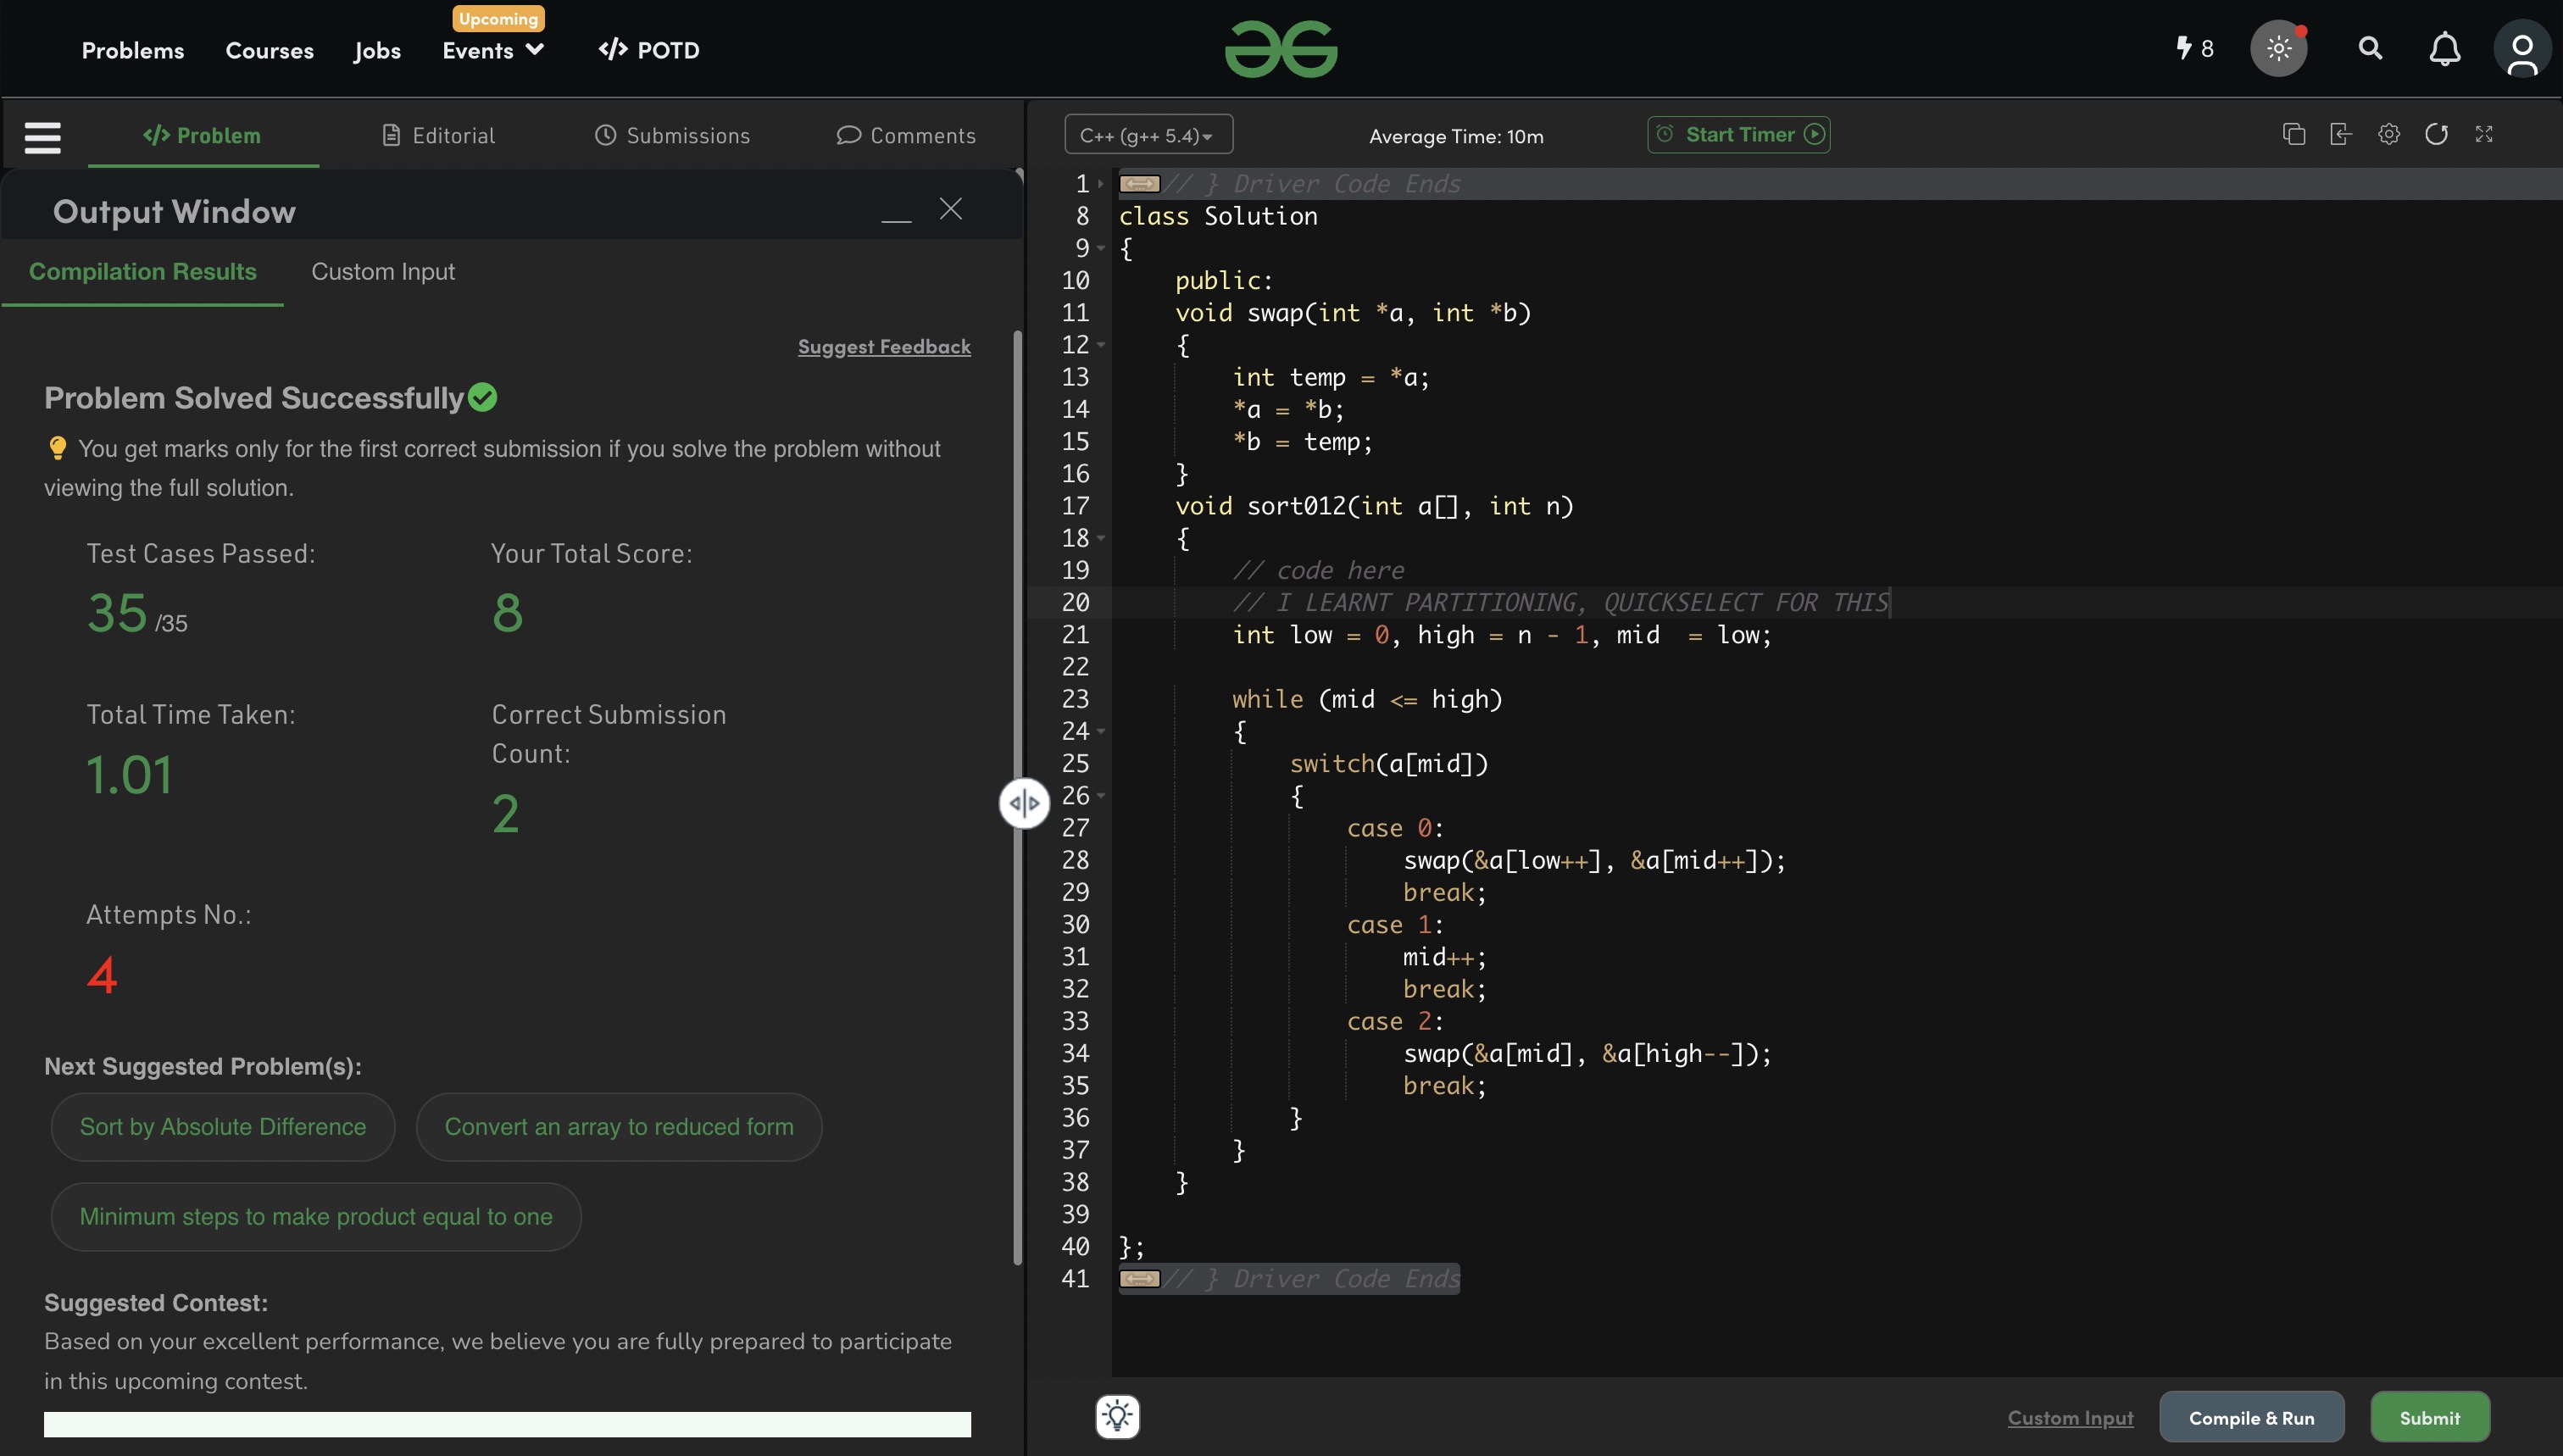 Upcoming
Problems Courses Jobs Events </> POTD
8
</> Problem Editorial Submissions Comments
Output Window
Compilation Results Custom Input
Suggest Feedback
Problem Solved Successfully
You get marks only for the first correct submission if you solve the problem without
viewing the full solution.
Test Cases Passed: Your Total Score:
35 /35 8
Total Time Taken: Correct Submission
Count:
1.01
2
Attempts No.:
4
Next Suggested Problem(s):
Sort by Absolute Difference Convert an array to reduced form
Minimum steps to make product equal to one
Suggested Contest:
Based on your excellent performance, we believe you are fully prepared to participate
in this upcoming contest.
C++ (g++ 5.4) Average Time: 10m Start Timer
1 // } Driver Code Ends
8 class Solution
9 {
10     public:
11     void swap(int *a, int *b)
12     {
13         int temp = *a;
14         *a = *b;
15         *b = temp;
16     }
17     void sort012(int a[], int n)
18     {
19         // code here
20         // I LEARNT PARTITIONING, QUICKSELECT FOR THIS
21         int low = 0, high = n - 1, mid  = low;
22
23         while (mid <= high)
24         {
25             switch(a[mid])
26             {
27                 case 0:
28                     swap(&a[low++], &a[mid++]);
29                     break;
30                 case 1:
31                     mid++;
32                     break;
33                 case 2:
34                     swap(&a[mid], &a[high--]);
35                     break;
36             }
37         }
38     }
39
40 };
41 // } Driver Code Ends
Custom Input Compile & Run Submit